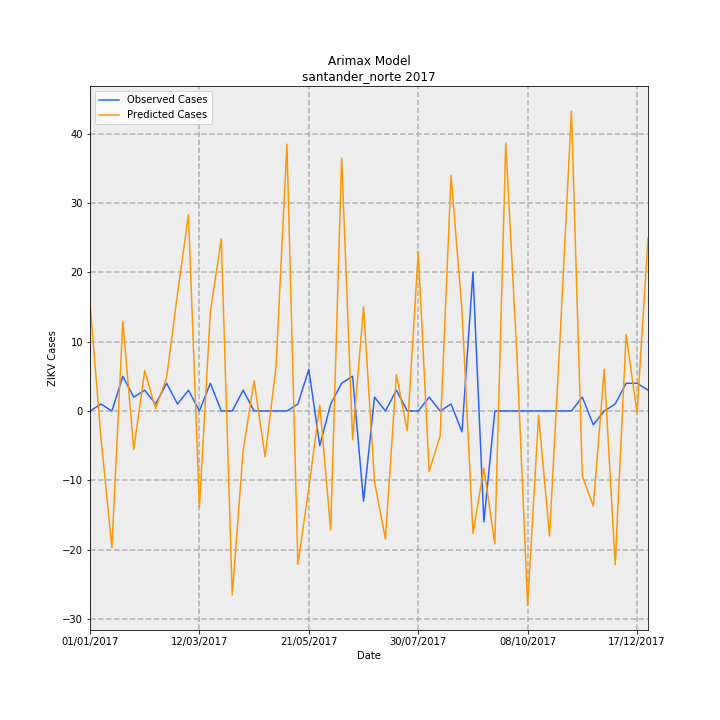 Arimax Model
santander_norte 2017
Observed Cases
Predicted Cases
ZIKV Cases
40
30
20
10
0
−10
−20
−30
01/01/2017
12/03/2017
21/05/2017
30/07/2017
08/10/2017
17/12/2017
Date